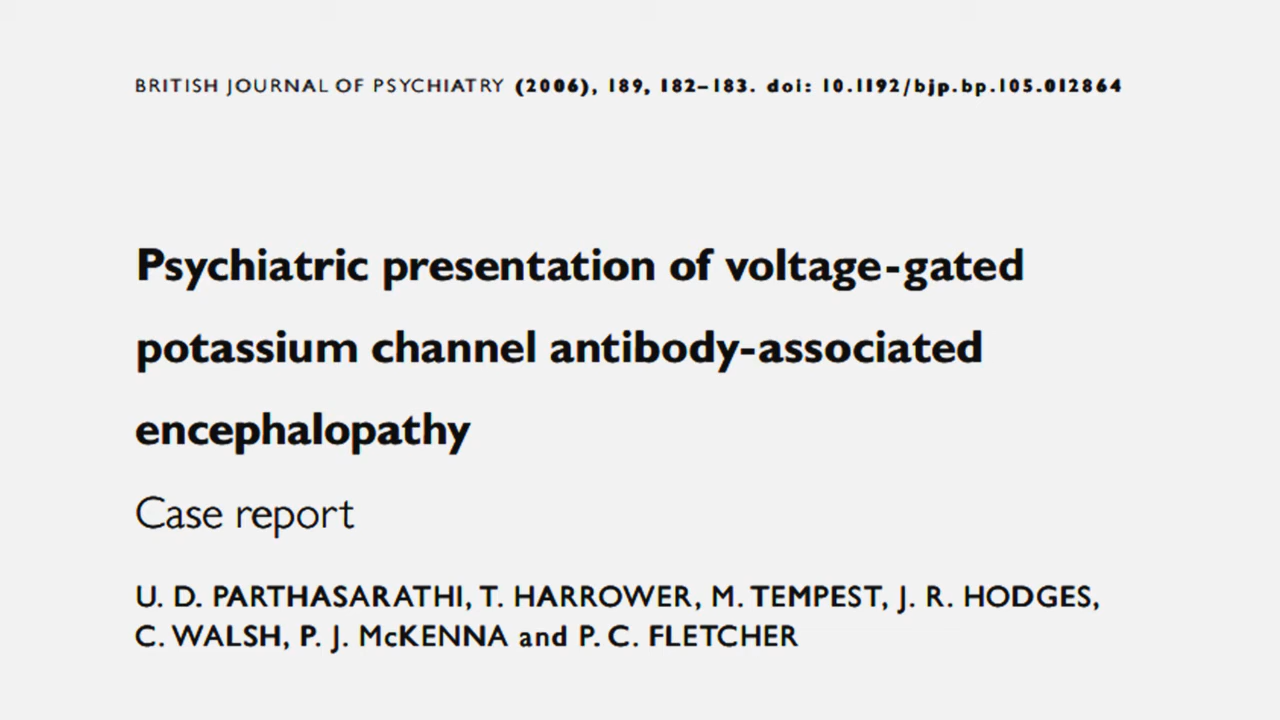 BRITISH JOURNAL OF PSYCHIATRY (2006), 189, 182–183. doi: 10.1192/bjp.bp.105.012864
Psychiatric presentation of voltage-gated
potassium channel antibody-associated
encephalopathy
Case report
U. D. PARTHASARATHI, T. HARROWER, M. TEMPEST, J. R. HODGES,
C. WALSH, P. J. McKENNA and P. C. FLETCHER